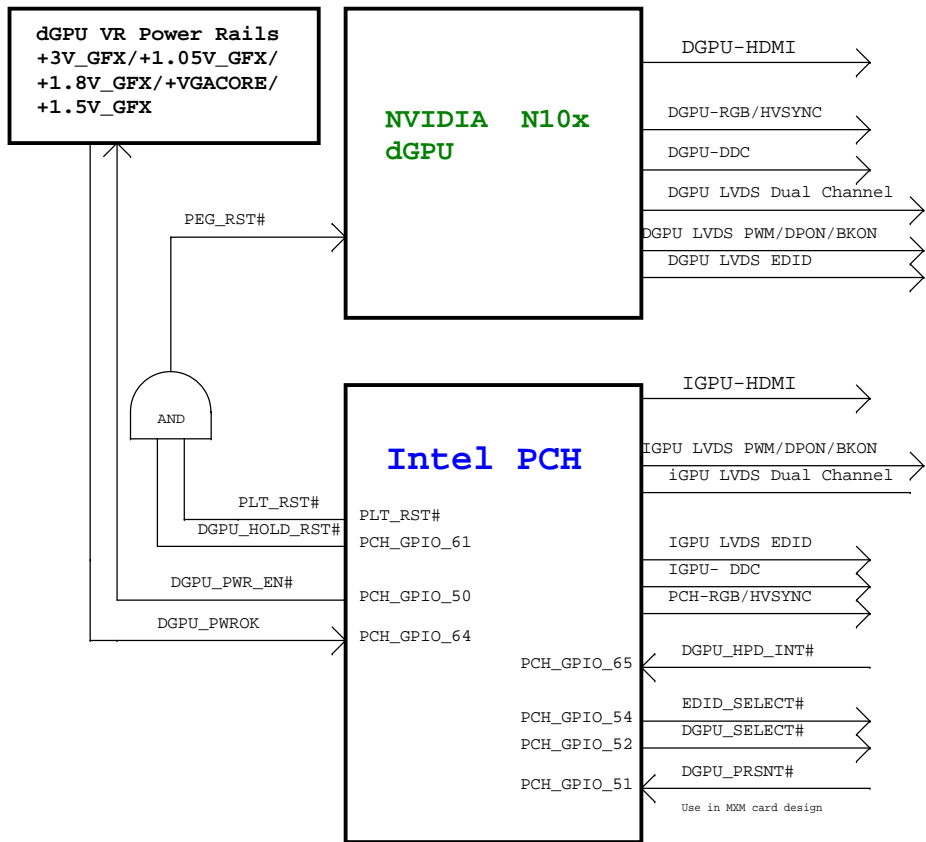 dGPU VR Power Rails
+3V_GFX/+1.05V_GFX/
+1.8V_GFX/+VGACORE/
+1.5V_GFX
NVIDIA N10x
dGPU
DGPU-HDMI
DGPU-RGB/HVSYNC
DGPU-DDC
DGPU LVDS Dual Channel
DGPU LVDS PWM/DPON/BKON
DGPU LVDS EDID
PEG_RST#
AND
Intel PCH
IGPU-HDMI
IGPU LVDS PWM/DPON/BKON
iGPU LVDS Dual Channel
PLT_RST#
PLT_RST#
DGPU_HOLD_RST#
PCH_GPIO_61
IGPU LVDS EDID
IGPU- DDC
PCH-RGB/HVSYNC
DGPU_PWR_EN#
PCH_GPIO_50
DGPU_PWROK
PCH_GPIO_64
PCH_GPIO_65
DGPU_HPD_INT#
PCH_GPIO_54
EDID_SELECT#
PCH_GPIO_52
DGPU_SELECT#
PCH_GPIO_51
DGPU_PRSNT#
Use in MXM card design